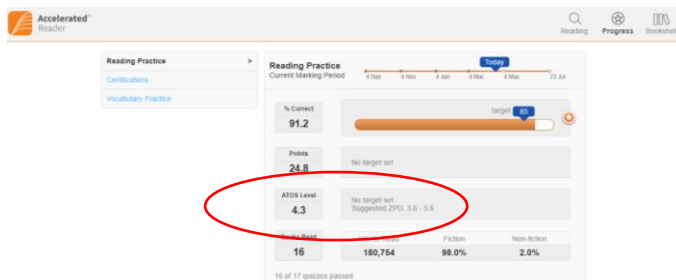 Accelerated™
Reader
Reading
Progress
Bookshelf
Reading Practice >
Certifications
Vocabulary Practice
Reading Practice
Current Marking Period
Today
4 Sep 4 Nov 4 Jan 4 Mar 4 May 23 Jul
% Correct
91.2
target 85
Points
24.8
No target set
ATOS Level
4.3
No target set
Suggested ZPD: 3.6 - 5.6
Books Read
16
Words Read Fiction Non-fiction
180,754 98.0% 2.0%
16 of 17 quizzes passed